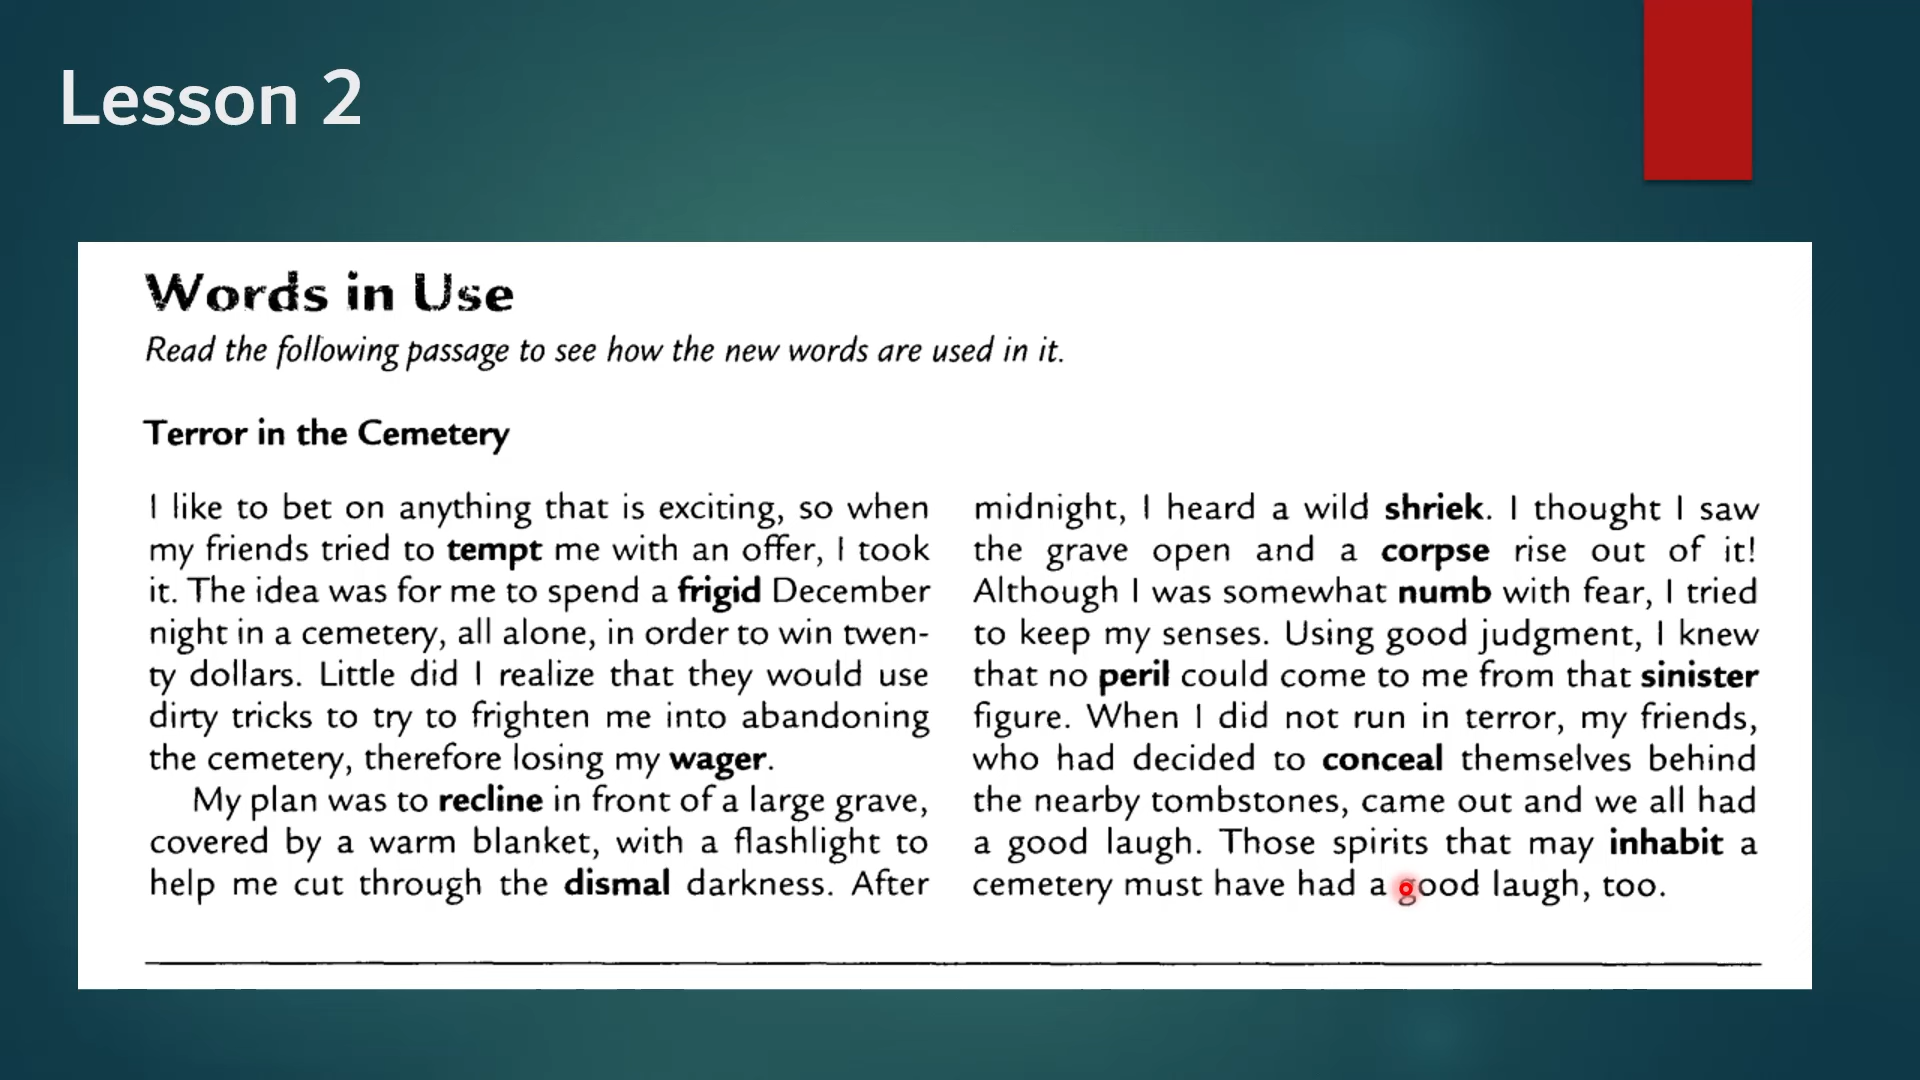 Lesson 2
Words in Use
Read the following passage to see how the new words are used in it.
Terror in the Cemetery
I like to bet on anything that is exciting, so when
my friends tried to tempt me with an offer, I took
it. The idea was for me to spend a frigid December
night in a cemetery, all alone, in order to win twen-
ty dollars. Little did I realize that they would use
dirty tricks to try to frighten me into abandoning
the cemetery, therefore losing my wager.
My plan was to recline in front of a large grave,
covered by a warm blanket, with a flashlight to
help me cut through the dismal darkness. After
midnight, I heard a wild shriek. I thought I saw
the grave open and a corpse rise out of it!
Although I was somewhat numb with fear, I tried
to keep my senses. Using good judgment, I knew
that no peril could come to me from that sinister
figure. When I did not run in terror, my friends,
who had decided to conceal themselves behind
the nearby tombstones, came out and we all had
a good laugh. Those spirits that may inhabit a
cemetery must have had a good laugh, too.